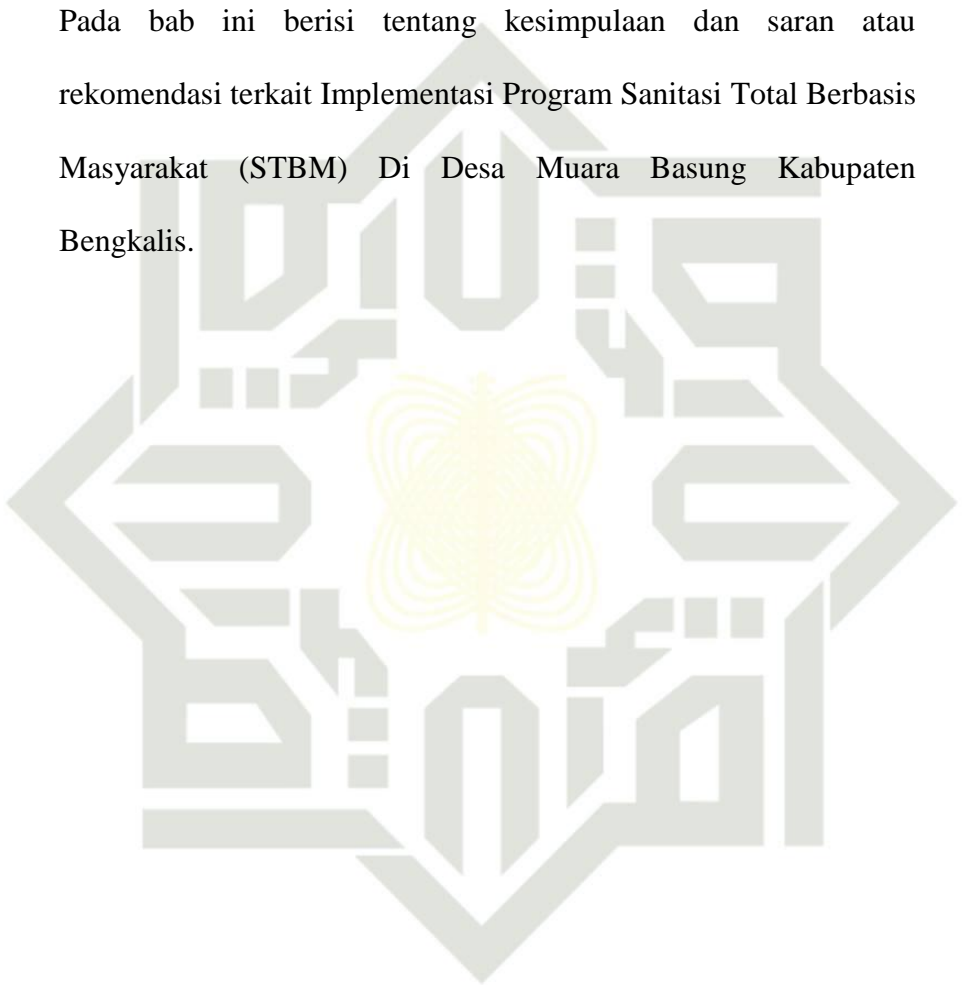 Pada bab ini berisi tentang kesimpulaan dan saran atau
rekomendasi terkait Implementasi Program Sanitasi Total Berbasis
Masyarakat (STBM) Di Desa Muara Basung Kabupaten
Bengkalis.